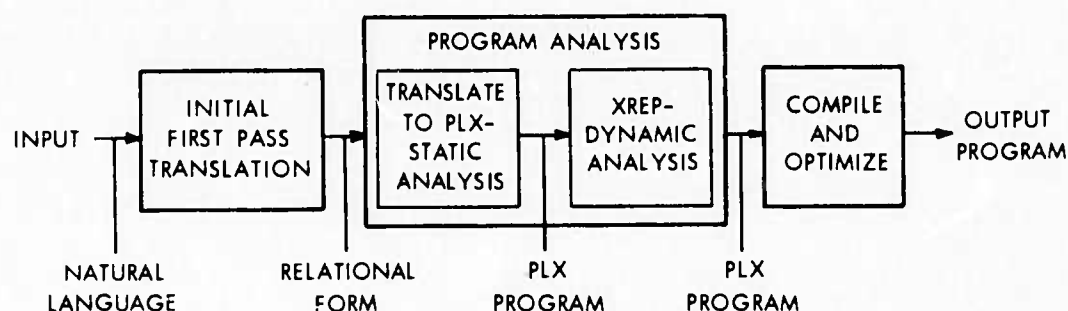 PROGRAM ANALYSIS
INPUT
INITIAL
FIRST PASS
TRANSLATION
TRANSLATE
TO PLX-
STATIC
ANALYSIS
XREP-
DYNAMIC
ANALYSIS
COMPILE
AND
OPTIMIZE
OUTPUT
PROGRAM
NATURAL
LANGUAGE
RELATIONAL
FORM
PLX
PROGRAM
PLX
PROGRAM